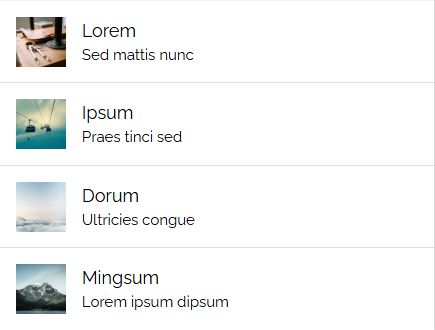 Lorem
Sed mattis nunc
Ipsum
Praes tinci sed
Dorum
Ultricies congue
Mingsum
Lorem ipsum dipsum